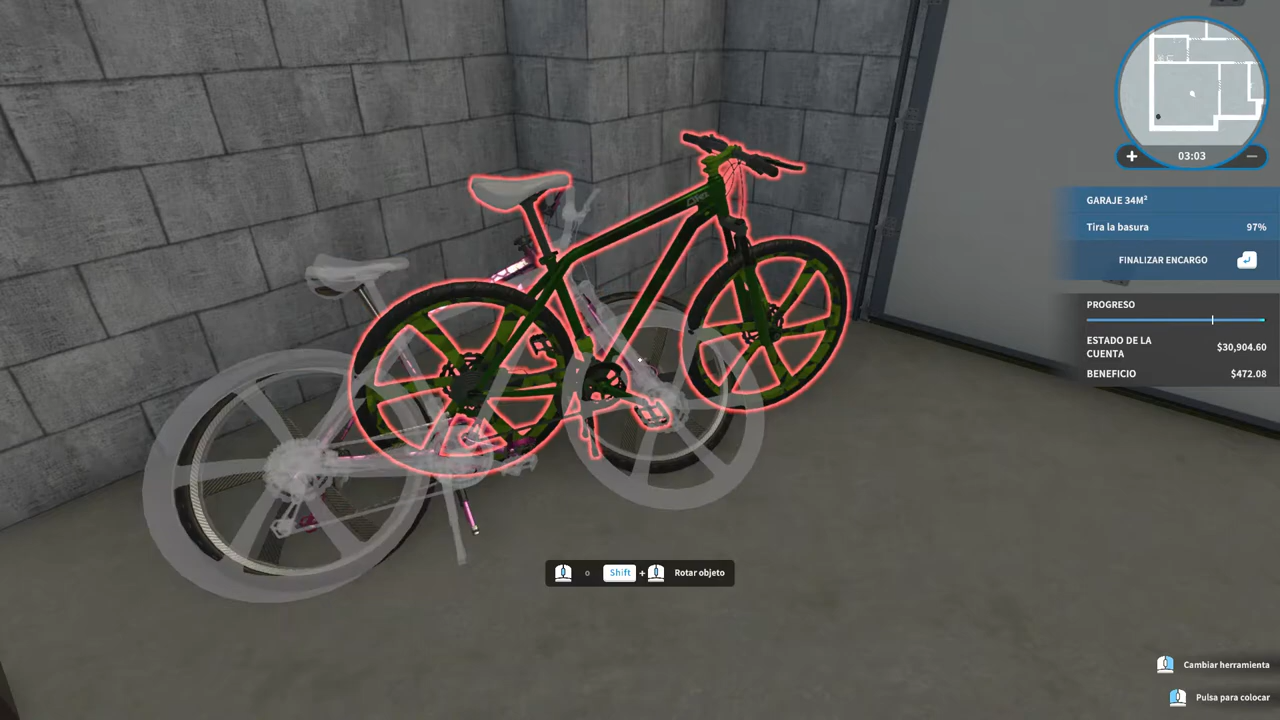 03:03
GARAJE 34M²
Tira la basura 97%
FINALIZAR ENCARGO
PROGRESO
ESTADO DE LA
CUENTA $30,904.60
BENEFICIO $472.08
o Shift + Rotar objeto
Cambiar herramienta
Pulsa para colocar